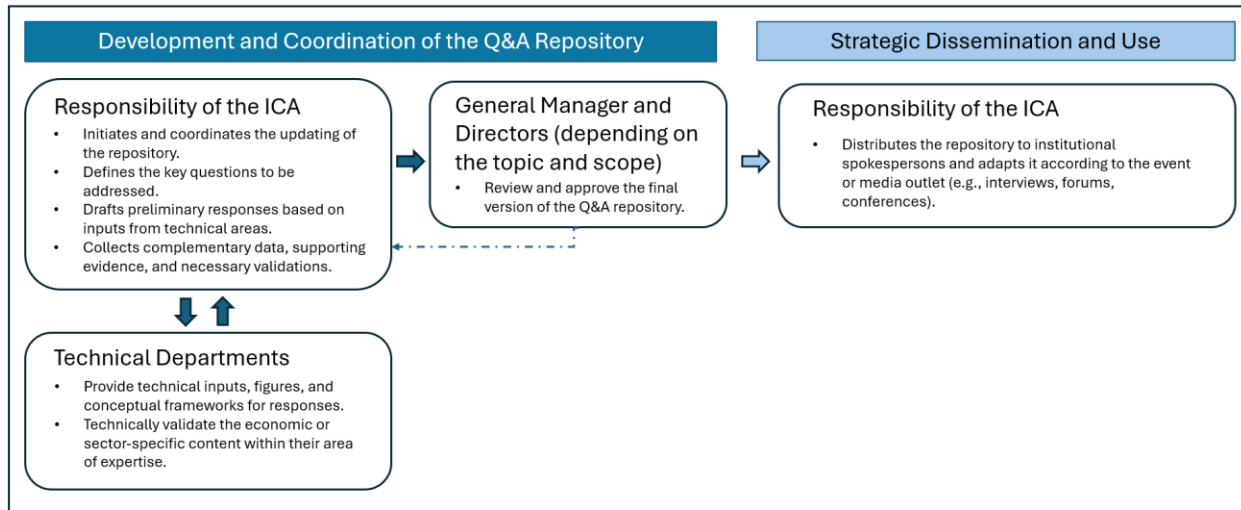 Development and Coordination of the Q&A Repository
Strategic Dissemination and Use
Responsibility of the ICA
• Initiates and coordinates the updating of
the repository.
• Defines the key questions to be
addressed.
• Drafts preliminary responses based on
inputs from technical areas.
• Collects complementary data, supporting
evidence, and necessary validations.
General Manager and
Directors (depending on
the topic and scope)
• Review and approve the final
version of the Q&A repository.
Responsibility of the ICA
• Distributes the repository to institutional
spokespersons and adapts it according to the event
or media outlet (e.g., interviews, forums,
conferences).
Technical Departments
• Provide technical inputs, figures, and
conceptual frameworks for responses.
• Technically validate the economic or
sector-specific content within their area
of expertise.